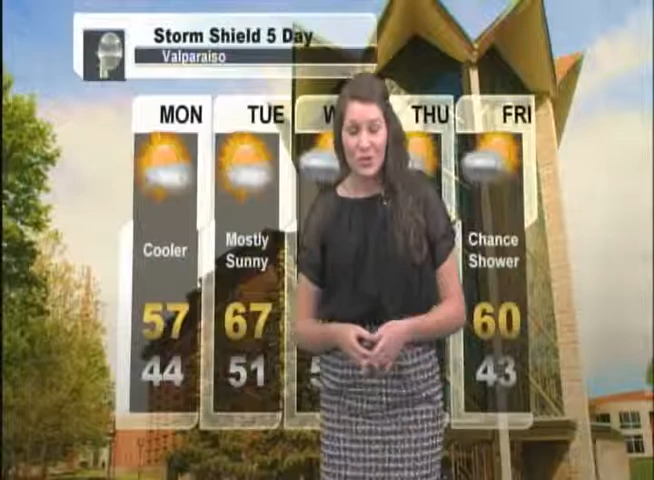 Storm Shield 5 Day
Valparaiso
MON TUE W THU FRI
Cooler
Mostly
Sunny
Chance
Shower
57 67 60
44 51 5 43